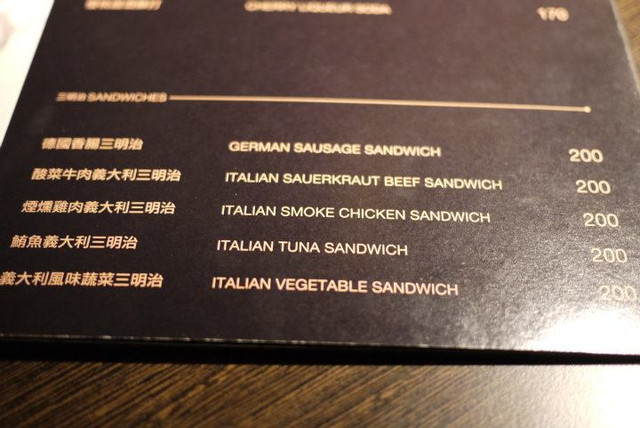 CHERRY LIQUEUR SODA 170
三明治 SANDWICHES
德國香腸三明治 GERMAN SAUSAGE SANDWICH 200
酸菜牛肉義大利三明治 ITALIAN SAUERKRAUT BEEF SANDWICH 200
煙燻雞肉義大利三明治 ITALIAN SMOKE CHICKEN SANDWICH 200
鮪魚義大利三明治 ITALIAN TUNA SANDWICH 200
義大利風味蔬菜三明治 ITALIAN VEGETABLE SANDWICH 200